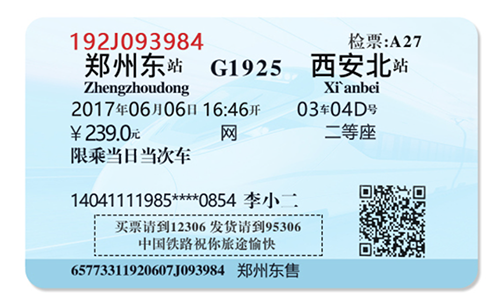 192J093984 检票:A27
郑州东站 G1925 西安北站
Zhengzhoudong Xi`anbei
2017年06月06日 16:46开 03车04D号
￥239.0元 网 二等座
限乘当日当次车
14041111985****0854 李小二
买票请到12306 发货请到95306
中国铁路祝你旅途愉快
65773311920607J093984 郑州东售